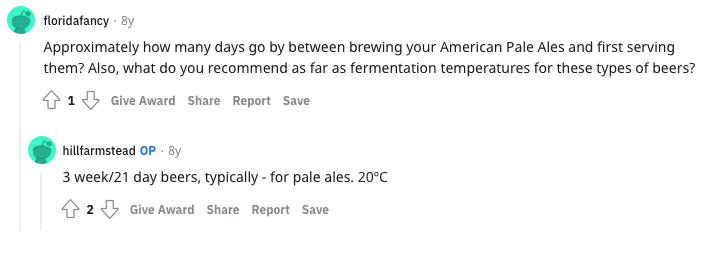 floridafancy · 8y
Approximately how many days go by between brewing your American Pale Ales and first serving
them? Also, what do you recommend as far as fermentation temperatures for these types of beers?
1 Give Award Share Report Save
hillfarmstead OP · 8y
3 week/21 day beers, typically - for pale ales. 20°C
2 Give Award Share Report Save